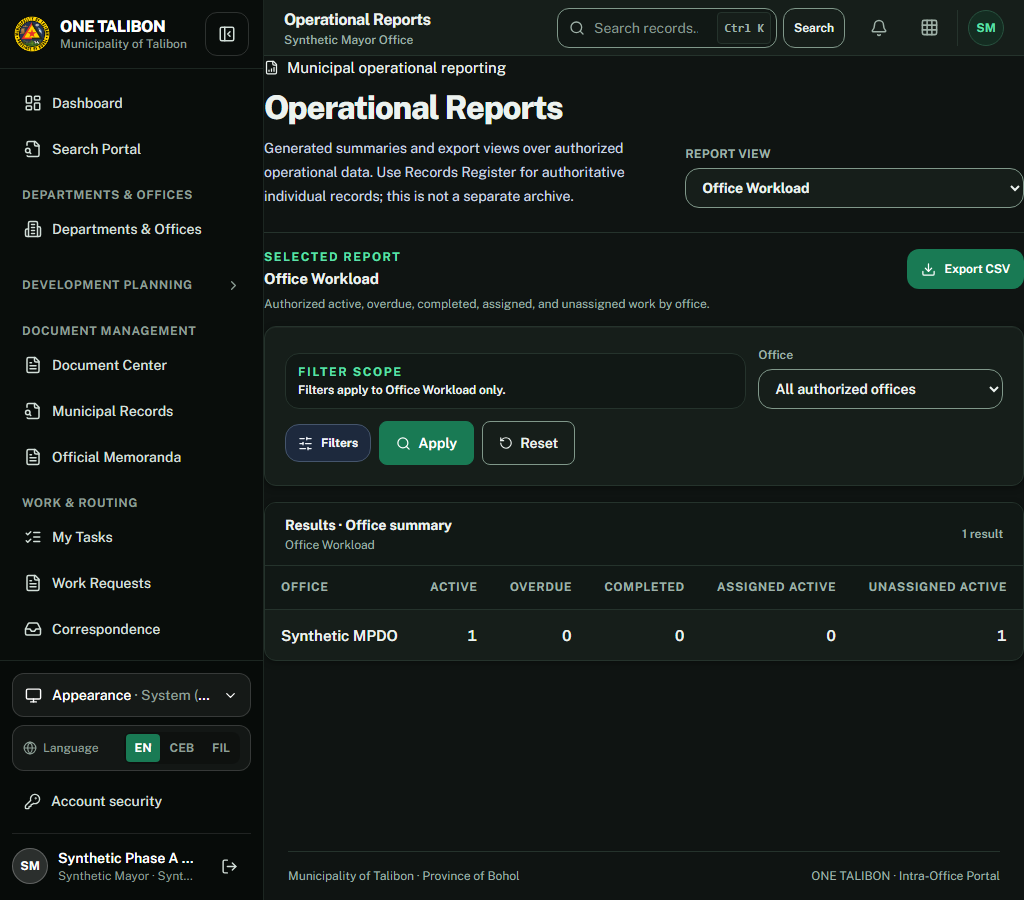 ONE TALIBON
Municipality of Talibon
Dashboard
Search Portal
DEPARTMENTS & OFFICES
Departments & Offices
DEVELOPMENT PLANNING
DOCUMENT MANAGEMENT
Document Center
Municipal Records
Official Memoranda
WORK & ROUTING
My Tasks
Work Requests
Correspondence
Appearance · System (...
Language EN CEB FIL
Account security
SM
Synthetic Phase A ...
Synthetic Mayor · Synt...
Operational Reports
Synthetic Mayor Office
Search records.. Ctrl K Search SM
Municipal operational reporting
Operational Reports
Generated summaries and export views over authorized
operational data. Use Records Register for authoritative
individual records; this is not a separate archive.
REPORT VIEW
Office Workload
SELECTED REPORT
Office Workload
Authorized active, overdue, completed, assigned, and unassigned work by office.
Export CSV
FILTER SCOPE
Filters apply to Office Workload only.
Office
All authorized offices
Filters Apply Reset
Results · Office summary
Office Workload
1 result
OFFICE ACTIVE OVERDUE COMPLETED ASSIGNED ACTIVE UNASSIGNED ACTIVE
Synthetic MPDO 1 0 0 0 1
Municipality of Talibon · Province of Bohol
ONE TALIBON · Intra-Office Portal